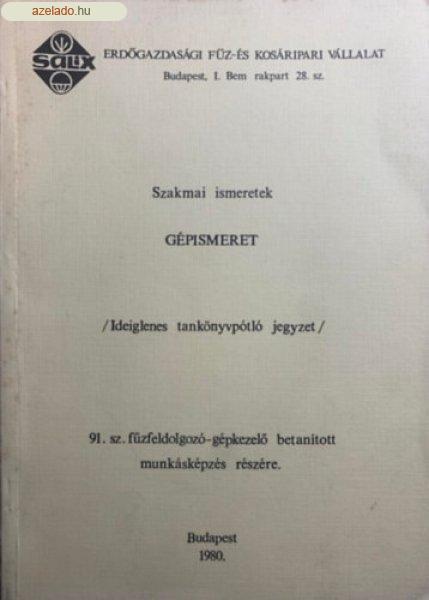 azelado.hu
SALIX
ERDŐGAZDASÁGI FŰZ-ÉS KOSÁRIPARI VÁLLALAT
Budapest, I. Bem rakpart 28. sz.
Szakmai ismeretek
GÉPISMERET
/Ideiglenes tankönyvpótló jegyzet/
91. sz. fűzfeldolgozó-gépkezelő betanitott
munkásképzés részére.
Budapest
1980.